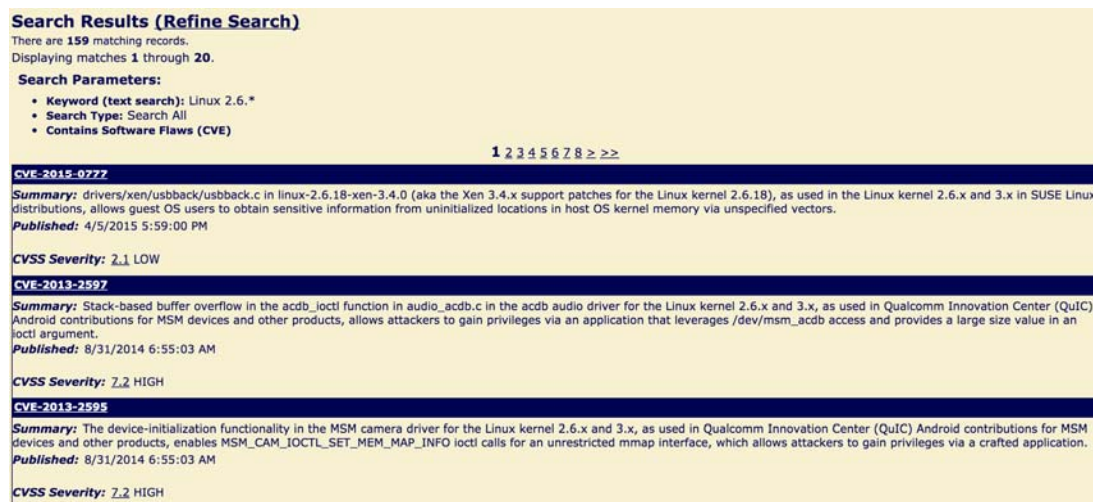 Search Results (Refine Search)
There are 159 matching records.
Displaying matches 1 through 20.
Search Parameters:
• Keyword (text search): Linux 2.6.*
• Search Type: Search All
• Contains Software Flaws (CVE)
1 2 3 4 5 6 7 8 > >>
CVE-2015-0777
Summary: drivers/xen/usbback/usbback.c in linux-2.6.18-xen-3.4.0 (aka the Xen 3.4.x support patches for the Linux kernel 2.6.18), as used in the Linux kernel 2.6.x and 3.x in SUSE Linux
distributions, allows guest OS users to obtain sensitive information from uninitialized locations in host OS kernel memory via unspecified vectors.
Published: 4/5/2015 5:59:00 PM
CVSS Severity: 2.1 LOW
CVE-2013-2597
Summary: Stack-based buffer overflow in the acdb_ioctl function in audio_acdb.c in the acdb audio driver for the Linux kernel 2.6.x and 3.x, as used in Qualcomm Innovation Center (QuIC)
Android contributions for MSM devices and other products, allows attackers to gain privileges via an application that leverages /dev/msm_acdb access and provides a large size value in an
ioctl argument.
Published: 8/31/2014 6:55:03 AM
CVSS Severity: 7.2 HIGH
CVE-2013-2595
Summary: The device-initialization functionality in the MSM camera driver for the Linux kernel 2.6.x and 3.x, as used in Qualcomm Innovation Center (QuIC) Android contributions for MSM
devices and other products, enables MSM_CAM_IOCTL_SET_MEM_MAP_INFO ioctl calls for an unrestricted mmap interface, which allows attackers to gain privileges via a crafted application.
Published: 8/31/2014 6:55:03 AM
CVSS Severity: 7.2 HIGH